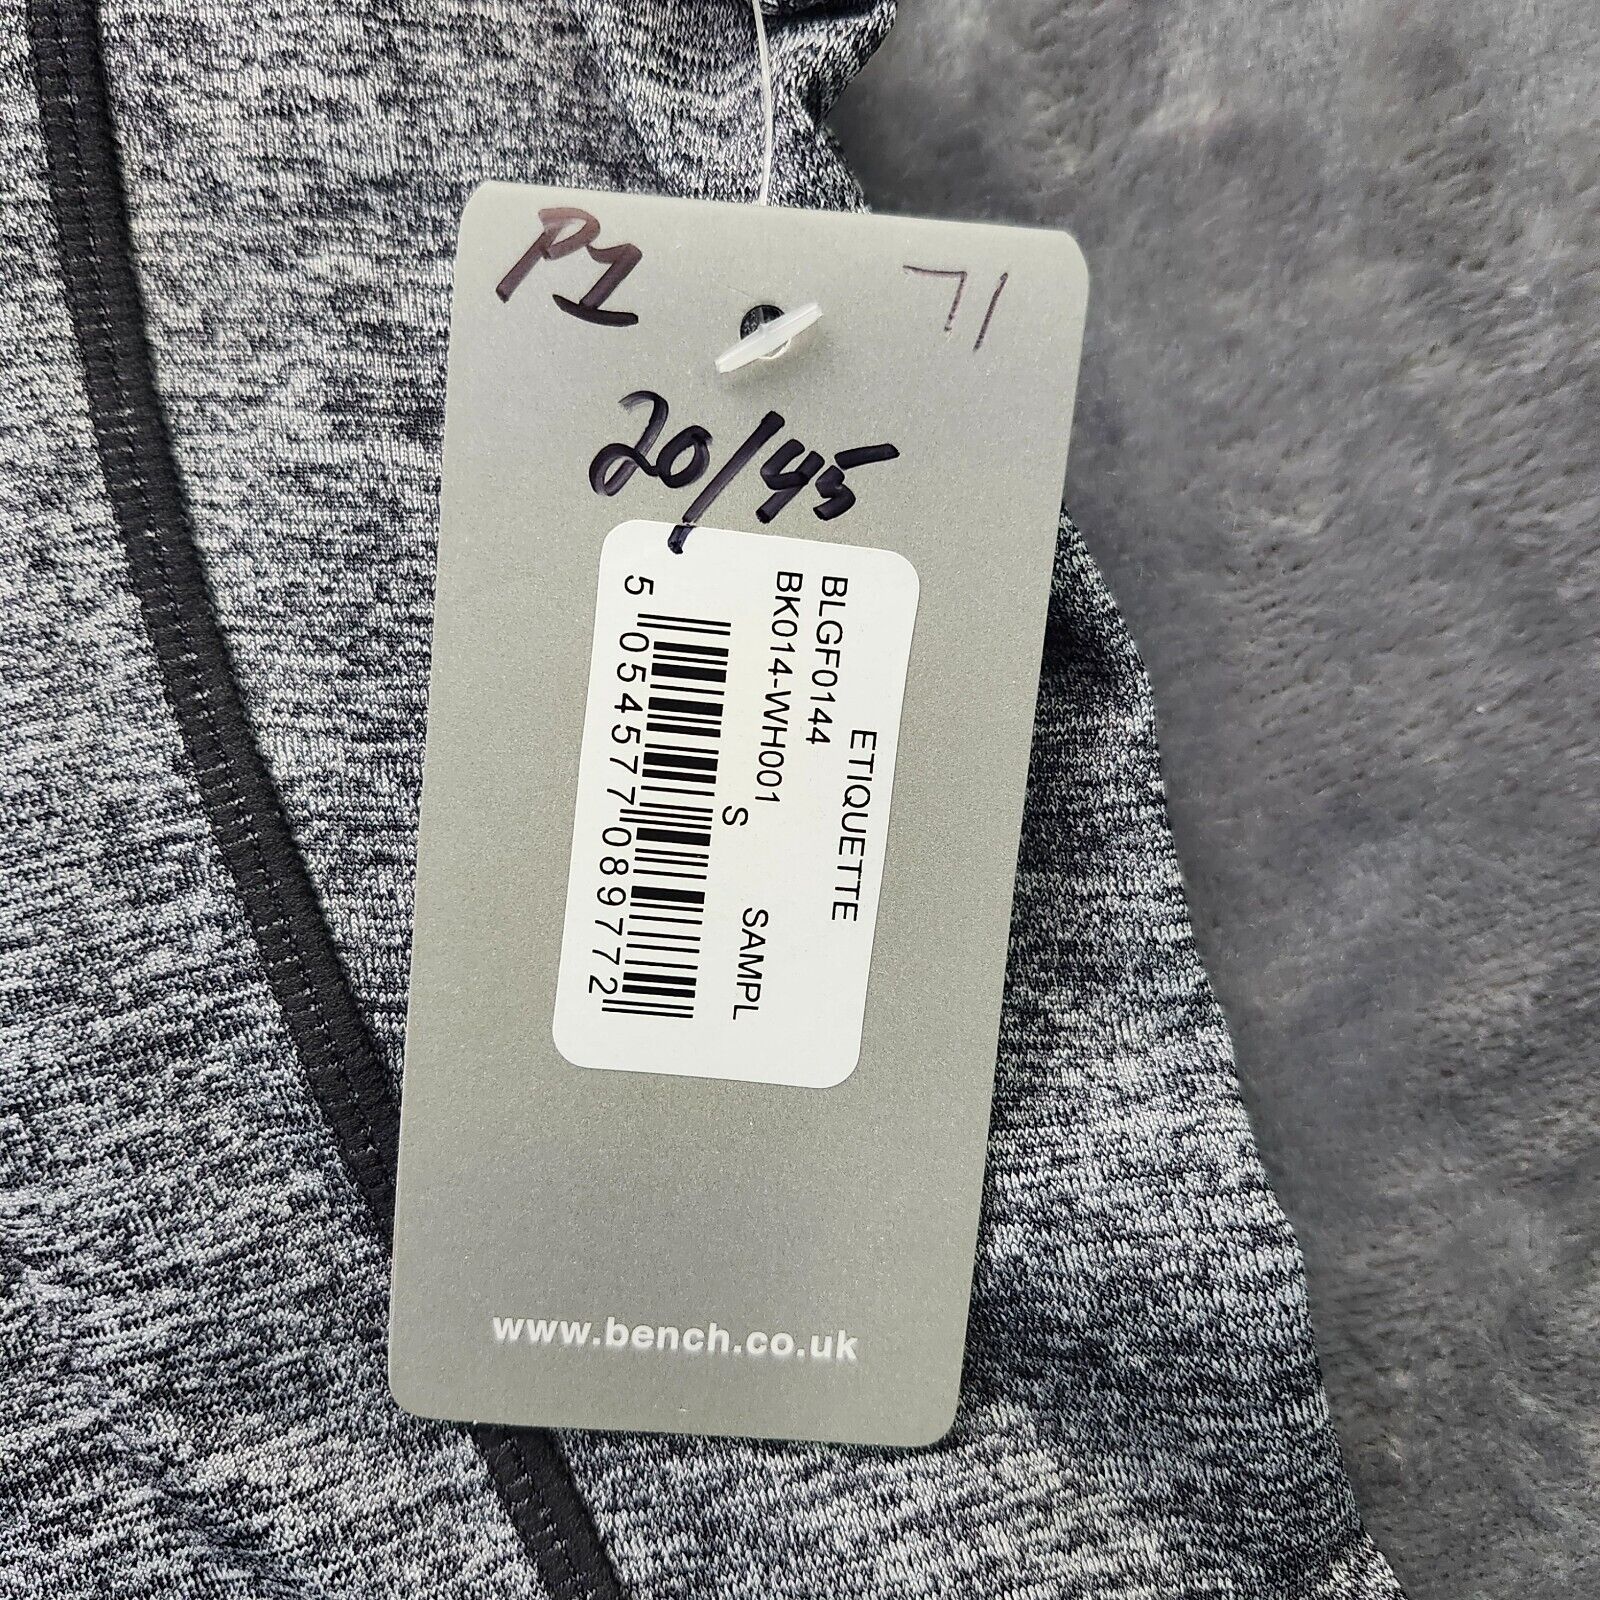 P1
71
20/45
ETIQUETTE
BLGF0144
BK014-WH001
S SAMPL
5 054577 089772
www.bench.co.uk